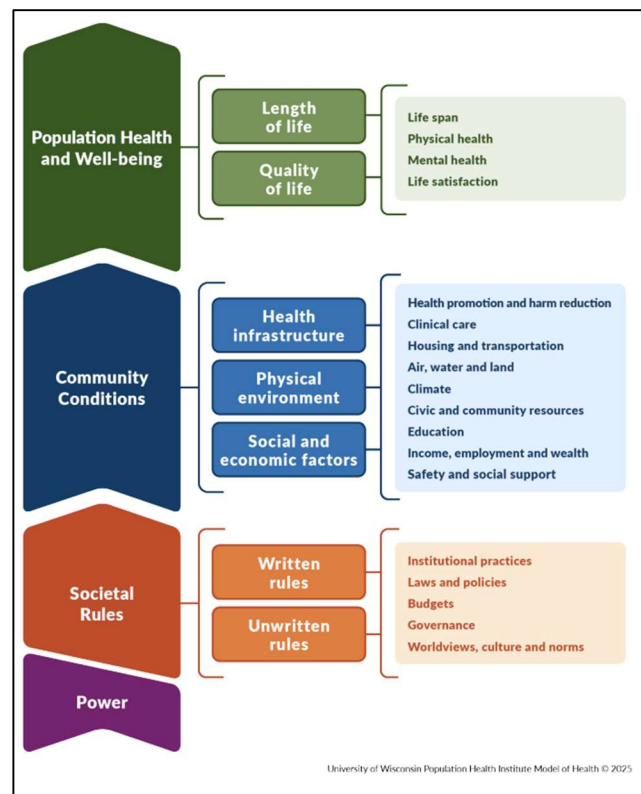 Population Health
and Well-being
Length
of life
Quality
of life
Life span
Physical health
Mental health
Life satisfaction
Community
Conditions
Health
infrastructure
Physical
environment
Social and
economic factors
Health promotion and harm reduction
Clinical care
Housing and transportation
Air, water and land
Climate
Civic and community resources
Education
Income, employment and wealth
Safety and social support
Societal
Rules
Written
rules
Unwritten
rules
Institutional practices
Laws and policies
Budgets
Governance
Worldviews, culture and norms
Power
University of Wisconsin Population Health Institute Model of Health © 2025